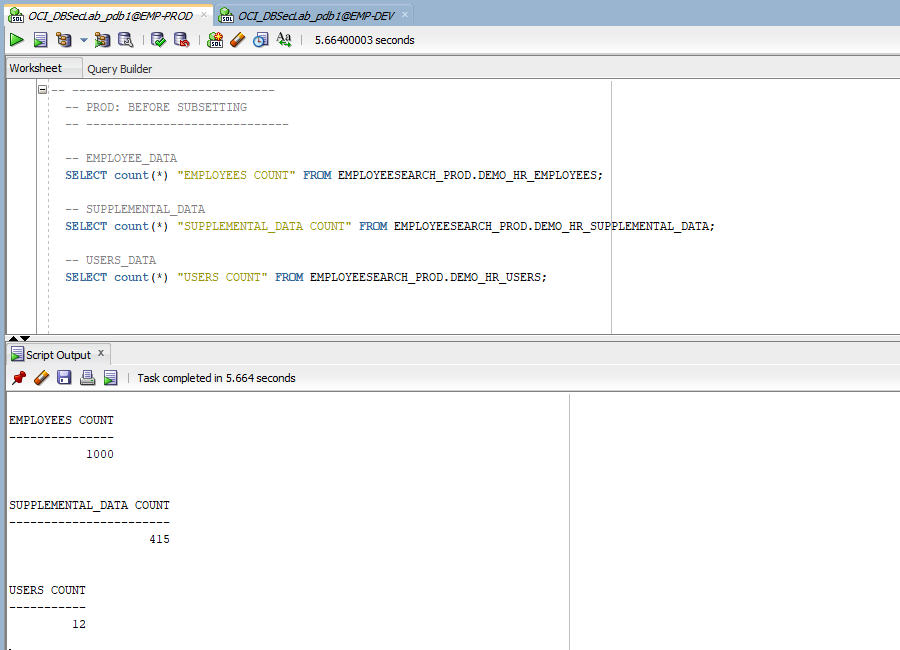 OCI_DBSecLab_pdb1@EMP-PROD × OCI_DBSecLab_pdb1@EMP-DEV ×
SQL Aa 5.66400003 seconds
Worksheet Query Builder
-- -----------------------------
-- PROD: BEFORE SUBSETTING
-- -----------------------------
-- EMPLOYEE_DATA
SELECT count(*) "EMPLOYEES COUNT" FROM EMPLOYEESEARCH_PROD.DEMO_HR_EMPLOYEES;
-- SUPPLEMENTAL_DATA
SELECT count(*) "SUPPLEMENTAL_DATA COUNT" FROM EMPLOYEESEARCH_PROD.DEMO_HR_SUPPLEMENTAL_DATA;
-- USERS_DATA
SELECT count(*) "USERS COUNT" FROM EMPLOYEESEARCH_PROD.DEMO_HR_USERS;
Script Output x
Task completed in 5.664 seconds
EMPLOYEES COUNT
---------------
1000
SUPPLEMENTAL_DATA COUNT
-----------------------
415
USERS COUNT
-----------
12